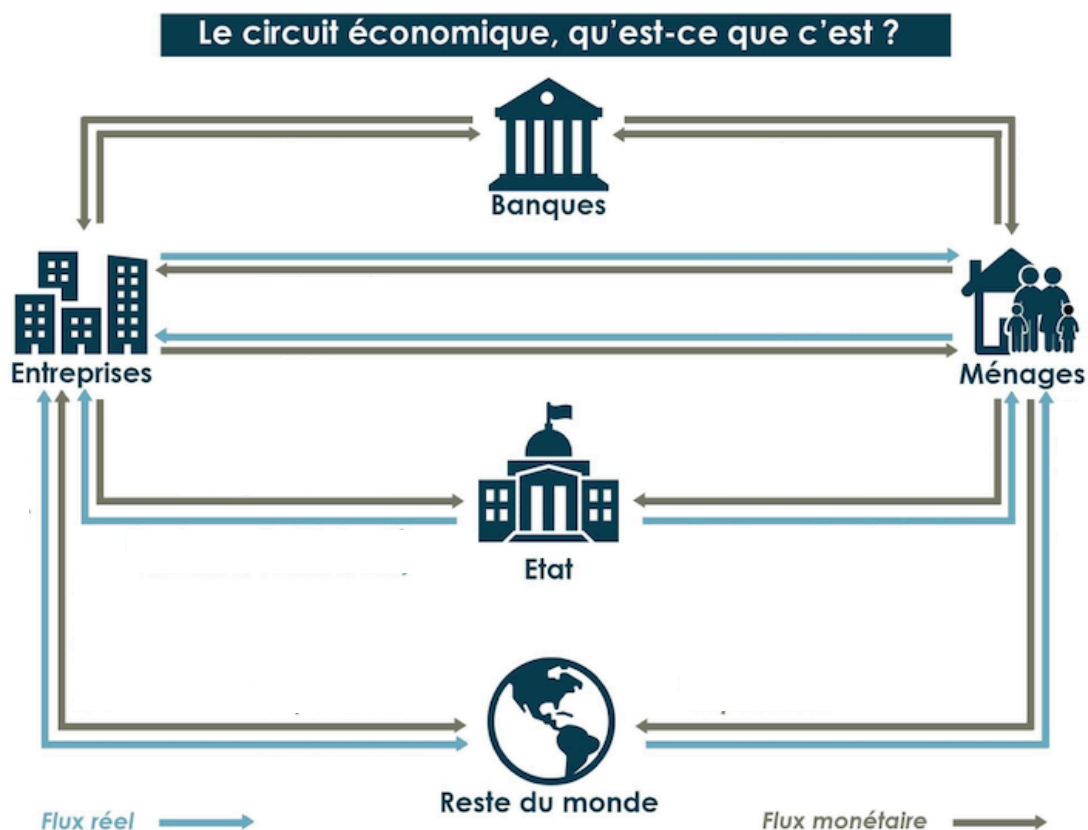 Le circuit économique, qu'est-ce que c'est ?
Banques
Entreprises
Ménages
Etat
Reste du monde
Flux réel
Flux monétaire